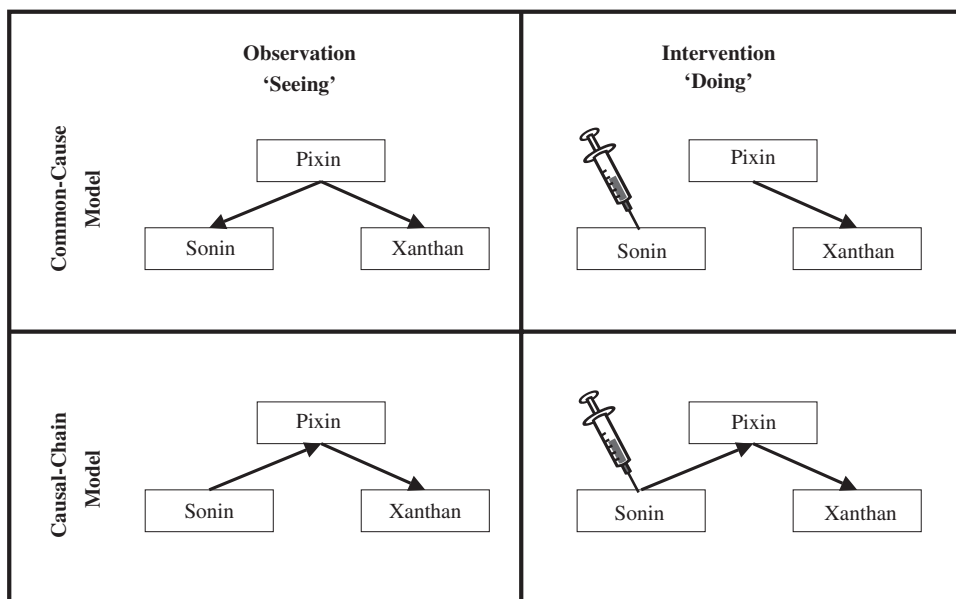 Observation
‘Seeing’
Intervention
‘Doing’
Common-Cause
Model
Pixin
Sonin
Xanthan
Pixin
Sonin
Xanthan
Causal-Chain
Model
Pixin
Sonin
Xanthan
Pixin
Sonin
Xanthan